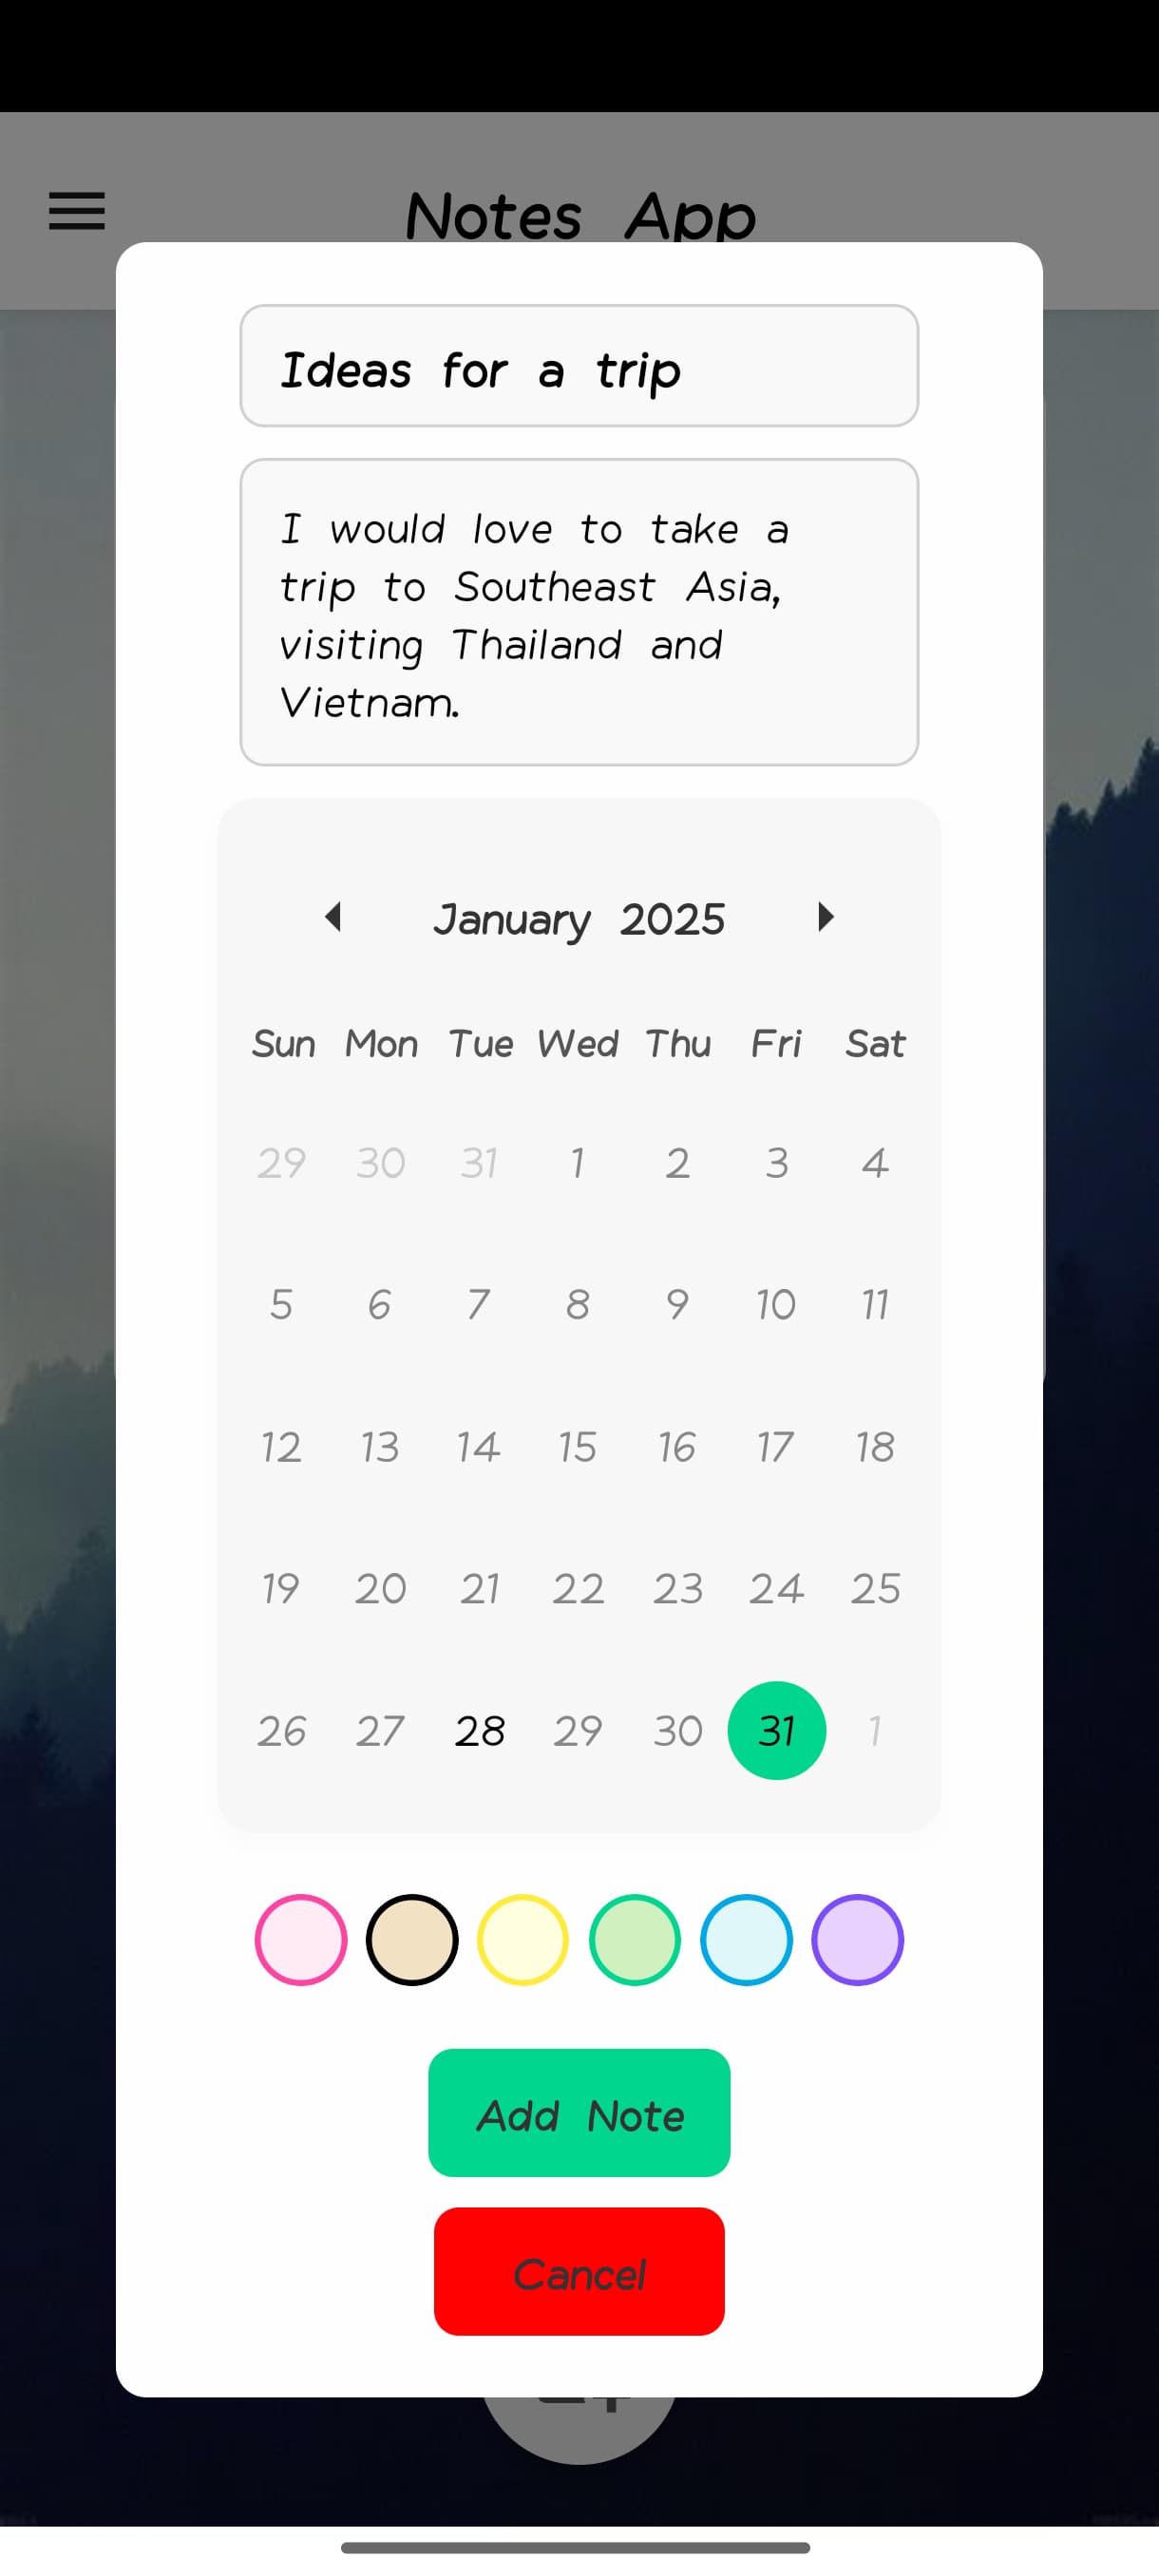 Notes App
Ideas for a trip
I would love to take a
trip to Southeast Asia,
visiting Thailand and
Vietnam.
January 2025
Sun Mon Tue Wed Thu Fri Sat
29 30 31 1 2 3 4
5 6 7 8 9 10 11
12 13 14 15 16 17 18
19 20 21 22 23 24 25
26 27 28 29 30 31 1
Add Note
Cancel